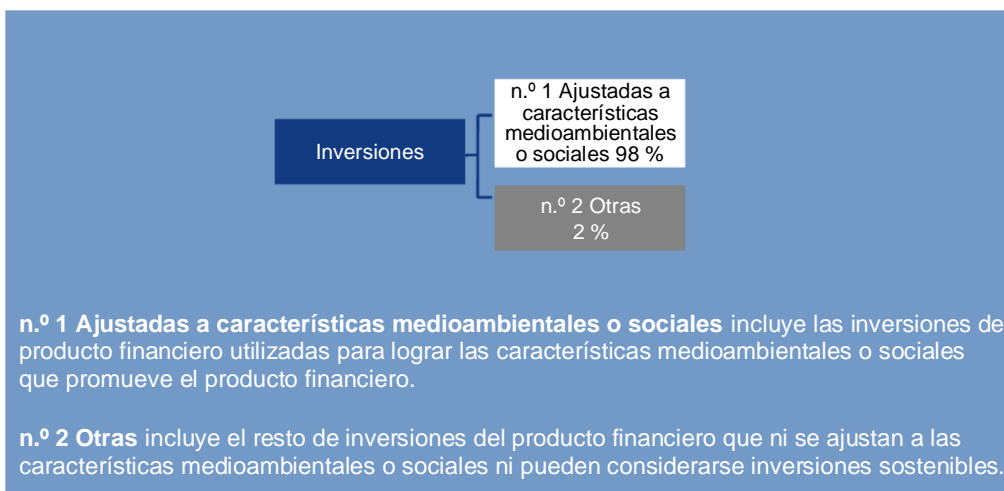 n.º 1 Ajustadas a
características
medioambientales
o sociales 98 %
Inversiones
n.º 2 Otras
2 %
n.º 1 Ajustadas a características medioambientales o sociales incluye las inversiones de
producto financiero utilizadas para lograr las características medioambientales o sociales
que promueve el producto financiero.
n.º 2 Otras incluye el resto de inversiones del producto financiero que ni se ajustan a las
características medioambientales o sociales ni pueden considerarse inversiones sostenibles.